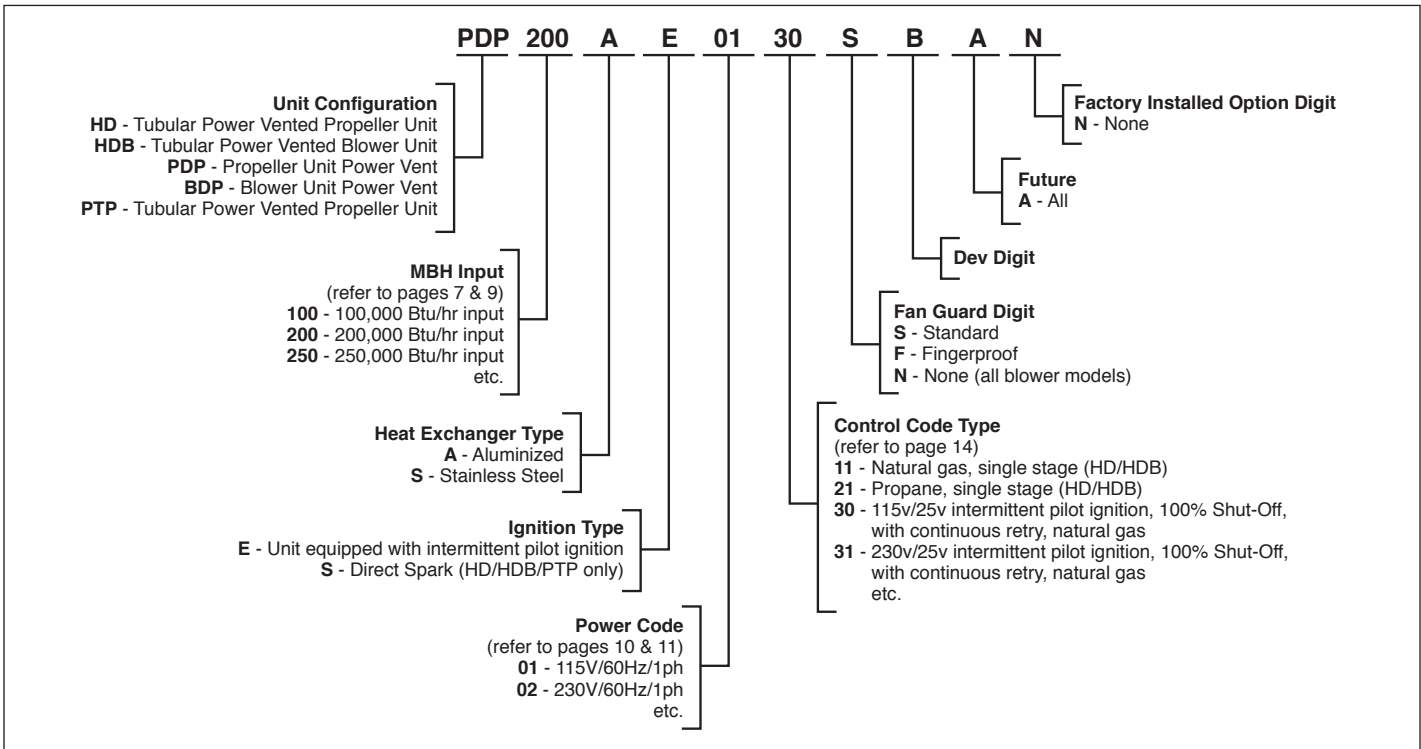 PDP 200 A E 01 30 S B A N
Unit Configuration
HD - Tubular Power Vented Propeller Unit
HDB - Tubular Power Vented Blower Unit
PDP - Propeller Unit Power Vent
BDP - Blower Unit Power Vent
PTP - Tubular Power Vented Propeller Unit
MBH Input
(refer to pages 7 & 9)
100 - 100,000 Btu/hr input
200 - 200,000 Btu/hr input
250 - 250,000 Btu/hr input
etc.
Heat Exchanger Type
A - Aluminized
S - Stainless Steel
Ignition Type
E - Unit equipped with intermittent pilot ignition
S - Direct Spark (HD/HDB/PTP only)
Power Code
(refer to pages 10 & 11)
01 - 115V/60Hz/1ph
02 - 230V/60Hz/1ph
etc.
Factory Installed Option Digit
N - None
Future
A - All
Dev Digit
Fan Guard Digit
S - Standard
F - Fingerproof
N - None (all blower models)
Control Code Type
(refer to page 14)
11 - Natural gas, single stage (HD/HDB)
21 - Propane, single stage (HD/HDB)
30 - 115v/25v intermittent pilot ignition, 100% Shut-Off,
with continuous retry, natural gas
31 - 230v/25v intermittent pilot ignition, 100% Shut-Off,
with continuous retry, natural gas
etc.